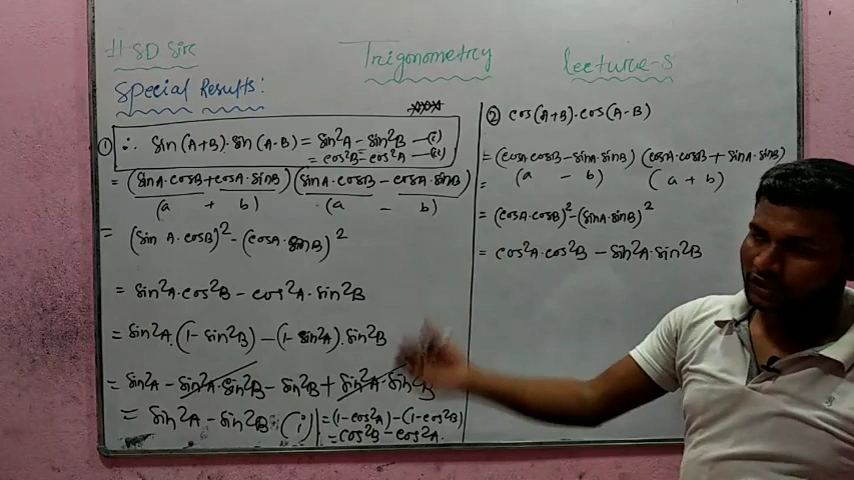 # SD Sir Trigonometry lecture-8
Special Results:
① ∴ Sin(A+B).Sin(A-B) = Sin²A - Sin²B -(i)
= cos²B - cos²A -(ii)
= (SinA.cosB+cosA.SinB)(SinA.cosB - cosA.SinB)
(a + b) (a - b)
= (Sin A.cosB)² - (cosA.SinB)²
= Sin²A.cos²B - cos²A.Sin²B
= Sin²A.(1-Sin²B) - (1-Sin²A).Sin²B
= Sin²A - Sin²A.Sin²B - Sin²B + Sin²A.Sin²B
= Sin²A - Sin²B (i)
= (1-cos²A) - (1-cos²B)
= cos²B - cos²A.
② cos(A+B).cos(A-B)
= (cosA.cosB - SinA.SinB) (cosA.cosB + SinA.SinB)
= (a - b) (a + b)
= (cosA.cosB)² - (SinA.SinB)²
= cos²A.cos²B - Sin²A.Sin²B